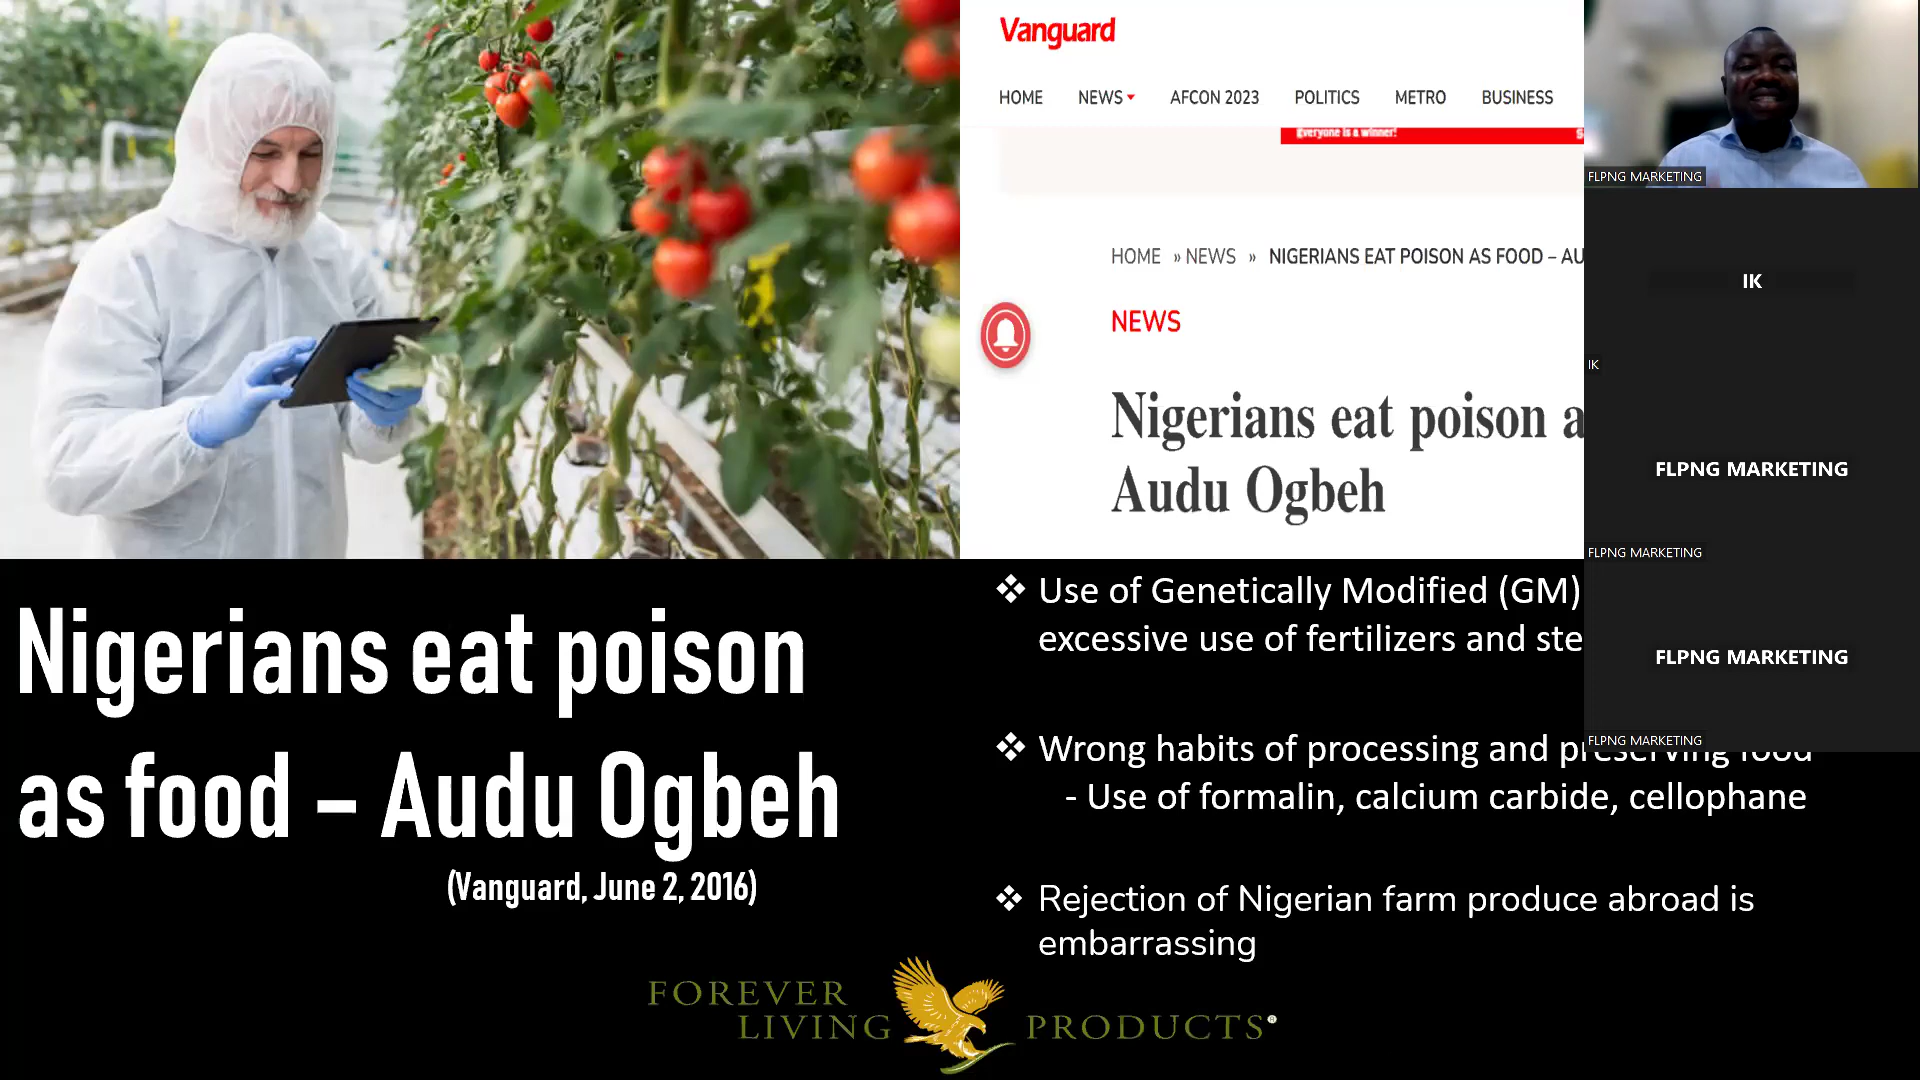 Vanguard
HOME NEWS AFCON 2023 POLITICS METRO BUSINESS
everyone is a winner!
HOME » NEWS » NIGERIANS EAT POISON AS FOOD – AU
NEWS
Nigerians eat poison a
Audu Ogbeh
Nigerians eat poison
as food – Audu Ogbeh
(Vanguard, June 2, 2016)
❖ Use of Genetically Modified (GM)
excessive use of fertilizers and ste
❖ Wrong habits of processing and preserving food
- Use of formalin, calcium carbide, cellophane
❖ Rejection of Nigerian farm produce abroad is
embarrassing
FOREVER
LIVING PRODUCTS®
FLPNG MARKETING
IK
IK
FLPNG MARKETING
FLPNG MARKETING
FLPNG MARKETING
FLPNG MARKETING